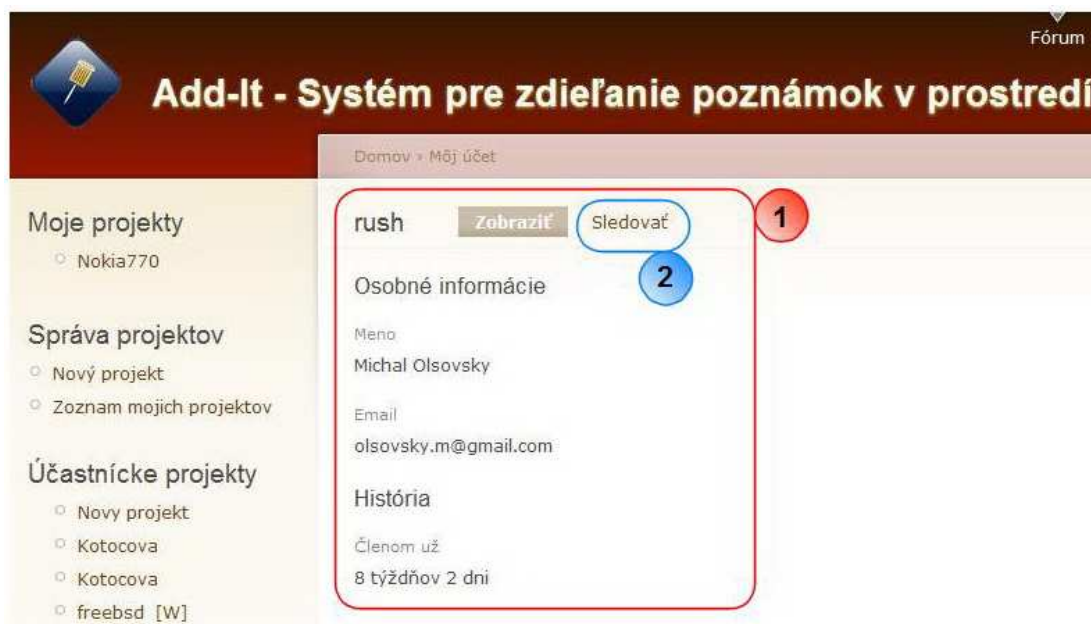 Fórum
Add-It - Systém pre zdieľanie poznámok v prostredí
Domov › Môj účet
Moje projekty
Nokia770
Správa projektov
Nový projekt
Zoznam mojich projektov
Účastnícke projekty
Novy projekt
Kotocova
Kotocova
freebsd [W]
rush Zobraziť Sledovať
1
2
Osobné informácie
Meno
Michal Olsovsky
Email
olsovsky.m@gmail.com
História
Členom už
8 týždňov 2 dni